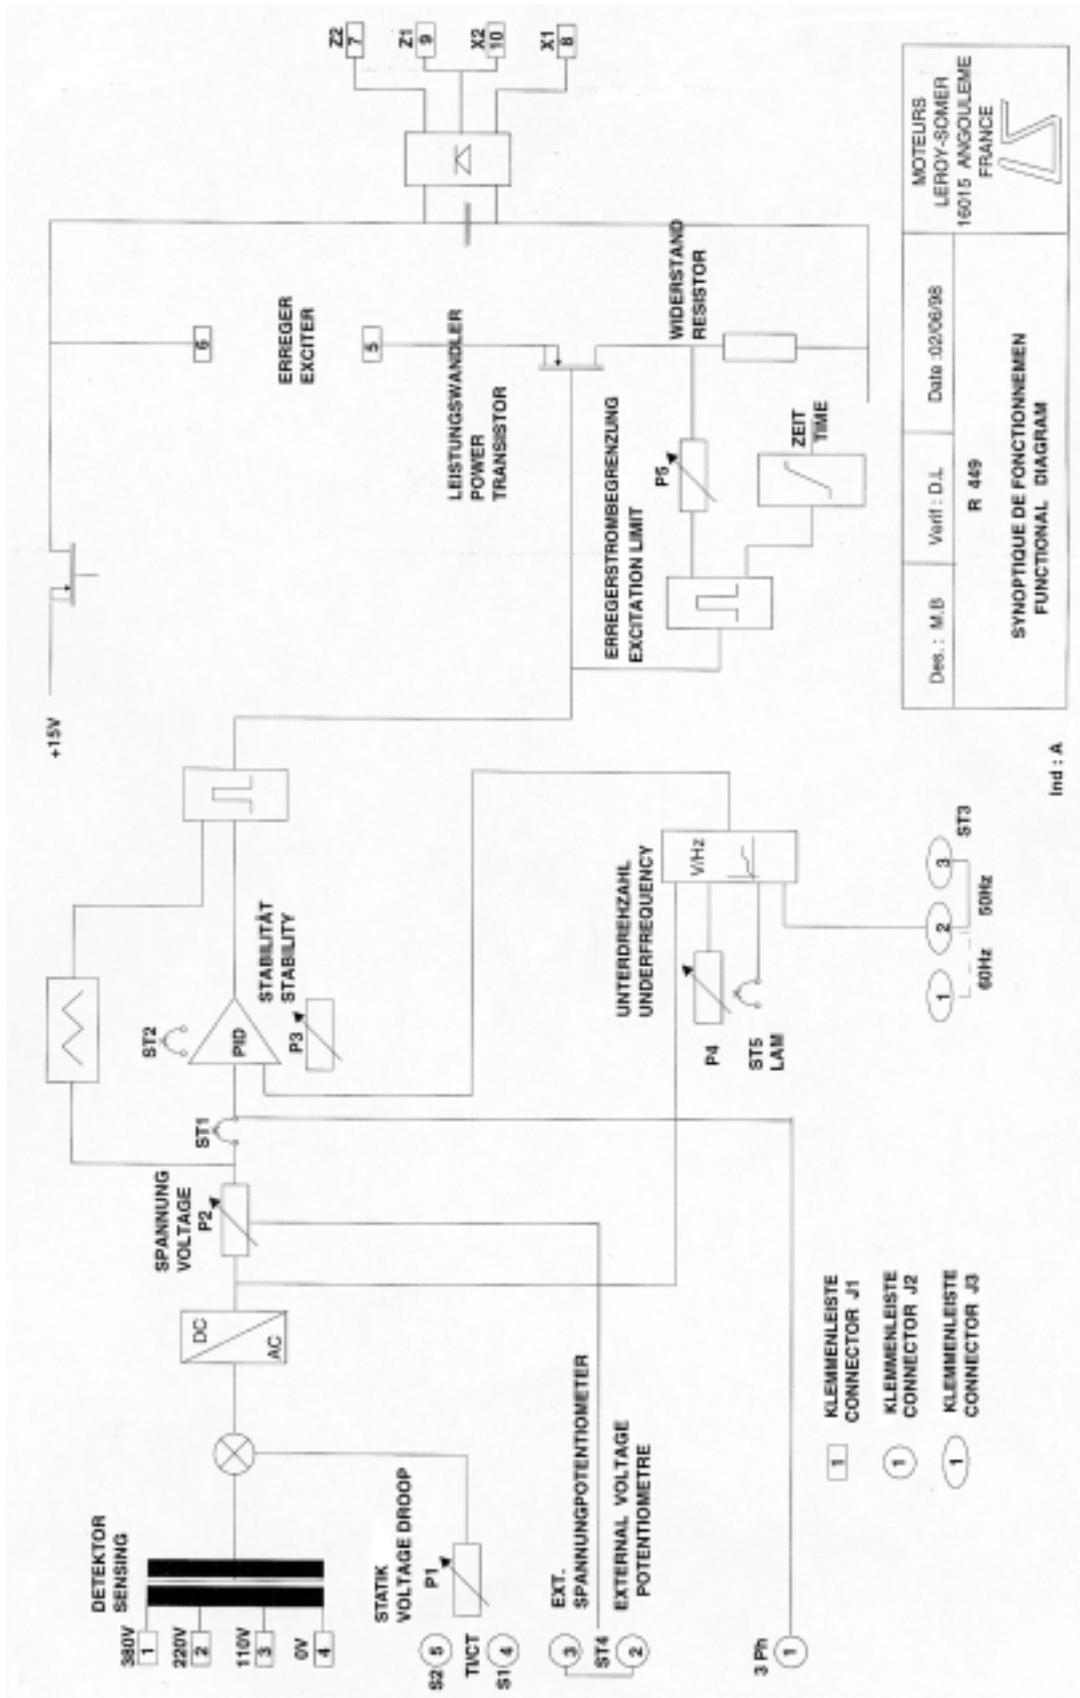 DETEKTOR
SENSING
380V
1
220V
2
110V
3
0V
4
STATIK
VOLTAGE DROOP
P1
S2
5
TI/CT
S1
4
3
ST4
2
EXT.
SPANNUNGPOTENTIOMETER
EXTERNAL VOLTAGE
POTENTIOMETRE
3 Ph
1
DC
AC
SPANNUNG
VOLTAGE
P2
ST1
ST2
PID
STABILITÄT
STABILITY
P3
UNTERDREHZAHL
UNDERFREQUENCY
V/Hz
P4
ST5
LAM
1
2
3
ST3
60Hz
50Hz
1
KLEMMENLEISTE
CONNECTOR J1
1
KLEMMENLEISTE
CONNECTOR J2
1
KLEMMENLEISTE
CONNECTOR J3
+15V
6
ERREGER
EXCITER
5
LEISTUNGSWANDLER
POWER
TRANSISTOR
ERREGERSTROMBEGRENZUNG
EXCITATION LIMIT
P5
WIDERSTAND
RESISTOR
ZEIT
TIME
Z2
7
Z1
9
X2
10
X1
8
Ind : A
Des. : M.B
Verif : D.L
Date :02/06/98
MOTEURS
LEROY-SOMER
16015 ANGOULEME
FRANCE
R 449
SYNOPTIQUE DE FONCTIONNEMEN
FUNCTIONAL DIAGRAM